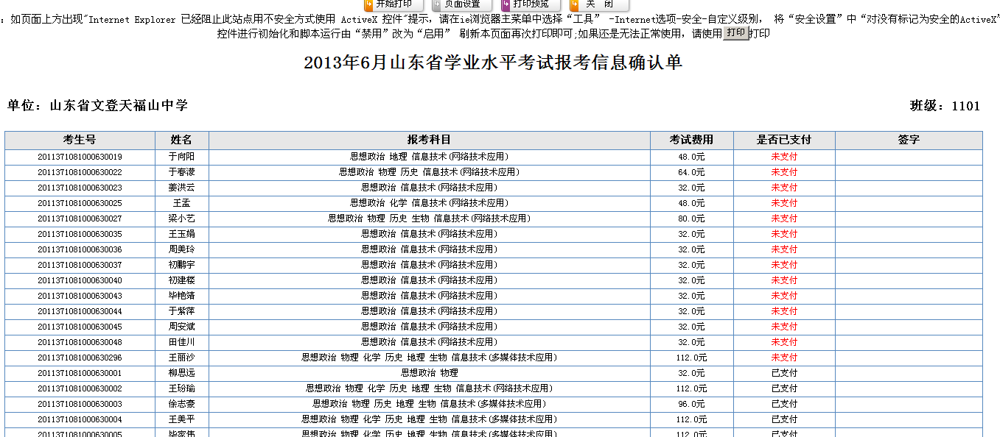 开始打印 页面设置 打印预览 关 闭
：如页面上方出现"Internet Explorer 已经阻止此站点用不安全方式使用 ActiveX 控件"提示，请在ie浏览器主菜单中选择“工具” -Internet选项-安全-自定义级别， 将“安全设置”中“对没有标记为安全的ActiveX
控件进行初始化和脚本运行由“禁用”改为“启用” 刷新本页面再次打印即可;如果还是无法正常使用，请使用 打印 打印
2013年6月山东省学业水平考试报考信息确认单
单位：山东省文登天福山中学 班级：1101
考生号 姓名 报考科目 考试费用 是否已支付 签字
2011371081000630019 于向阳 思想政治 地理 信息技术(网络技术应用) 48.0元 未支付
2011371081000630022 于春濛 思想政治 物理 历史 信息技术(网络技术应用) 64.0元 未支付
2011371081000630023 姜洪云 思想政治 信息技术(网络技术应用) 32.0元 未支付
2011371081000630025 王孟 思想政治 化学 信息技术(网络技术应用) 48.0元 未支付
2011371081000630027 梁小艺 思想政治 物理 历史 生物 信息技术(网络技术应用) 80.0元 未支付
2011371081000630035 王玉娟 思想政治 信息技术(网络技术应用) 32.0元 未支付
2011371081000630036 周美玲 思想政治 信息技术(网络技术应用) 32.0元 未支付
2011371081000630037 初鹏宇 思想政治 信息技术(网络技术应用) 32.0元 未支付
2011371081000630040 初建楼 思想政治 信息技术(网络技术应用) 32.0元 未支付
2011371081000630043 毕艳靖 思想政治 信息技术(网络技术应用) 32.0元 未支付
2011371081000630044 于紫萍 思想政治 信息技术(网络技术应用) 32.0元 未支付
2011371081000630045 周安斌 思想政治 信息技术(网络技术应用) 32.0元 未支付
2011371081000630048 田佳川 思想政治 信息技术(网络技术应用) 32.0元 未支付
2011371081000630296 王丽沙 思想政治 物理 化学 历史 地理 生物 信息技术(多媒体技术应用) 112.0元 未支付
2011371081000630001 柳思远 思想政治 物理 32.0元 已支付
2011371081000630002 王玢瑜 思想政治 物理 化学 历史 地理 生物 信息技术(网络技术应用) 112.0元 已支付
2011371081000630003 徐志豪 思想政治 物理 历史 地理 生物 信息技术(多媒体技术应用) 96.0元 已支付
2011371081000630004 王美平 思想政治 物理 化学 历史 地理 生物 信息技术(多媒体技术应用) 112.0元 已支付
2011371081000630005 毕家伟 思想政治 物理 化学 历史 地理 生物 信息技术(多媒体技术应用) 112.0元 已支付